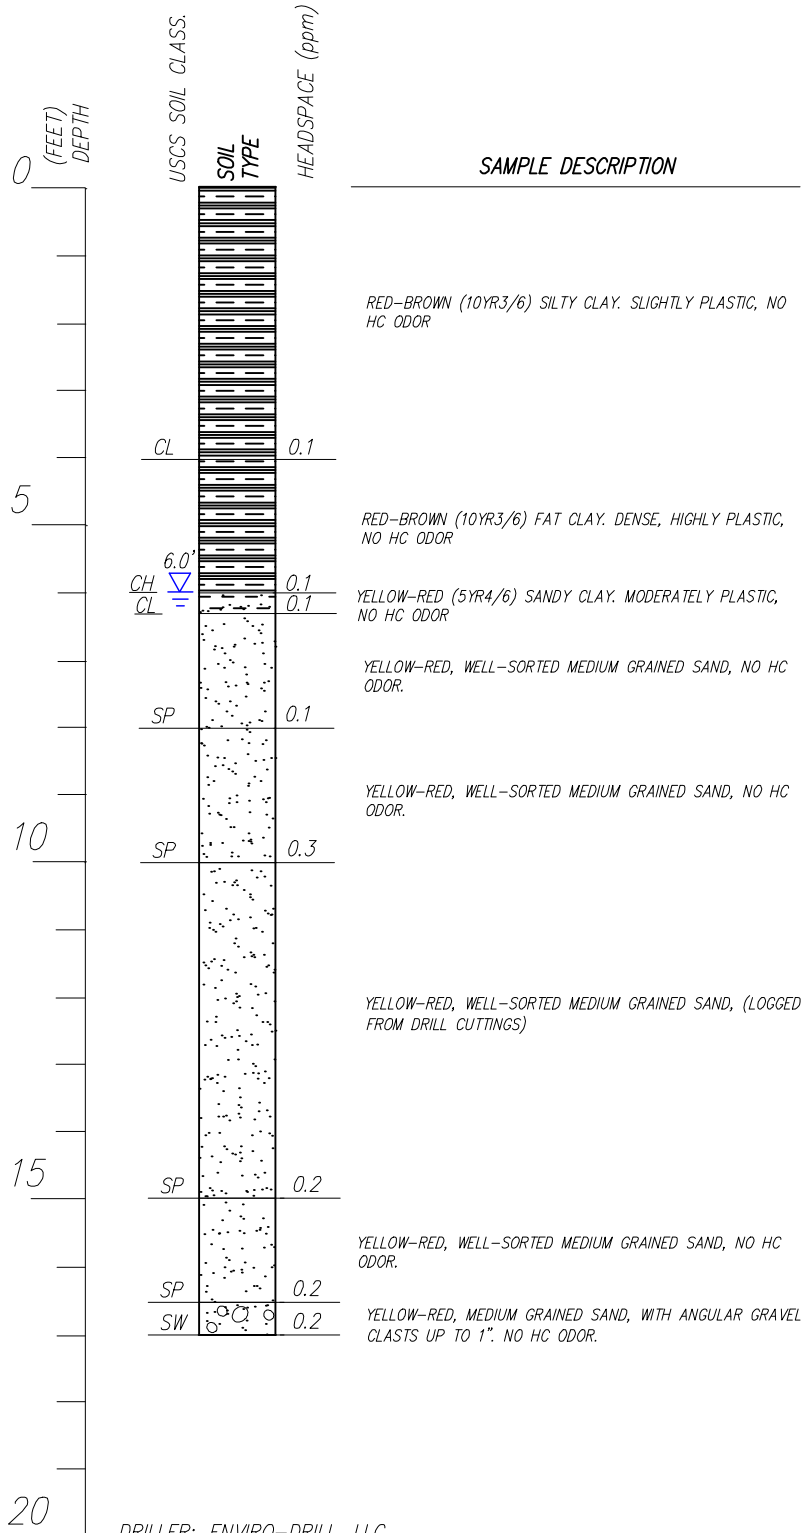 (FEET)
DEPTH
USCS SOIL CLASS.
SOIL
TYPE
HEADSPACE (ppm)
SAMPLE DESCRIPTION
0
RED-BROWN (10YR3/6) SILTY CLAY. SLIGHTLY PLASTIC, NO
HC ODOR
CL 0.1
5
RED-BROWN (10YR3/6) FAT CLAY. DENSE, HIGHLY PLASTIC,
NO HC ODOR
6.0'
CH 0.1
YELLOW-RED (5YR4/6) SANDY CLAY. MODERATELY PLASTIC,
NO HC ODOR
CL 0.1
YELLOW-RED, WELL-SORTED MEDIUM GRAINED SAND, NO HC
ODOR.
SP 0.1
YELLOW-RED, WELL-SORTED MEDIUM GRAINED SAND, NO HC
ODOR.
10
SP 0.3
YELLOW-RED, WELL-SORTED MEDIUM GRAINED SAND, (LOGGED
FROM DRILL CUTTINGS)
15
SP 0.2
YELLOW-RED, WELL-SORTED MEDIUM GRAINED SAND, NO HC
ODOR.
SP 0.2
YELLOW-RED, MEDIUM GRAINED SAND, WITH ANGULAR GRAVEL
CLASTS UP TO 1". NO HC ODOR.
SW 0.2
20
DRILLER: ENVIRO-DRILL, LLC